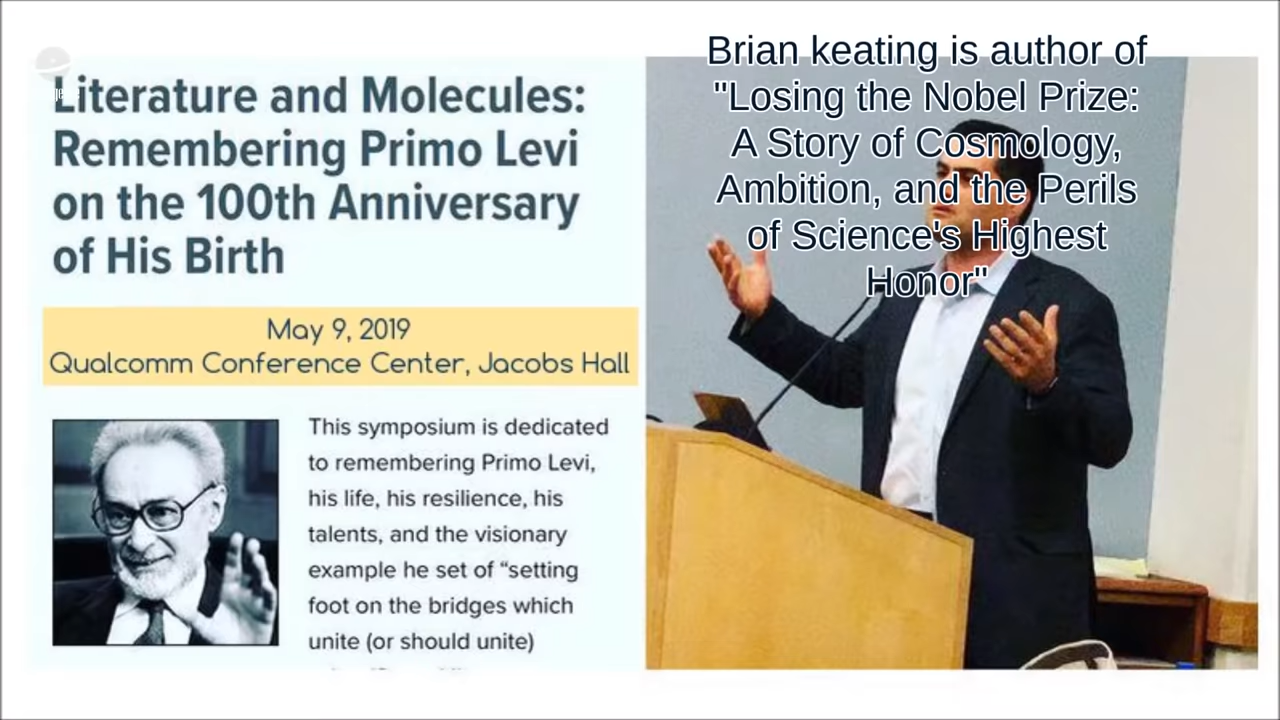 Literature and Molecules:
Remembering Primo Levi
on the 100th Anniversary
of His Birth
May 9, 2019
Qualcomm Conference Center, Jacobs Hall
This symposium is dedicated
to remembering Primo Levi,
his life, his resilience, his
talents, and the visionary
example he set of “setting
foot on the bridges which
unite (or should unite)
Brian keating is author of
"Losing the Nobel Prize:
A Story of Cosmology,
Ambition, and the Perils
of Science's Highest
Honor"